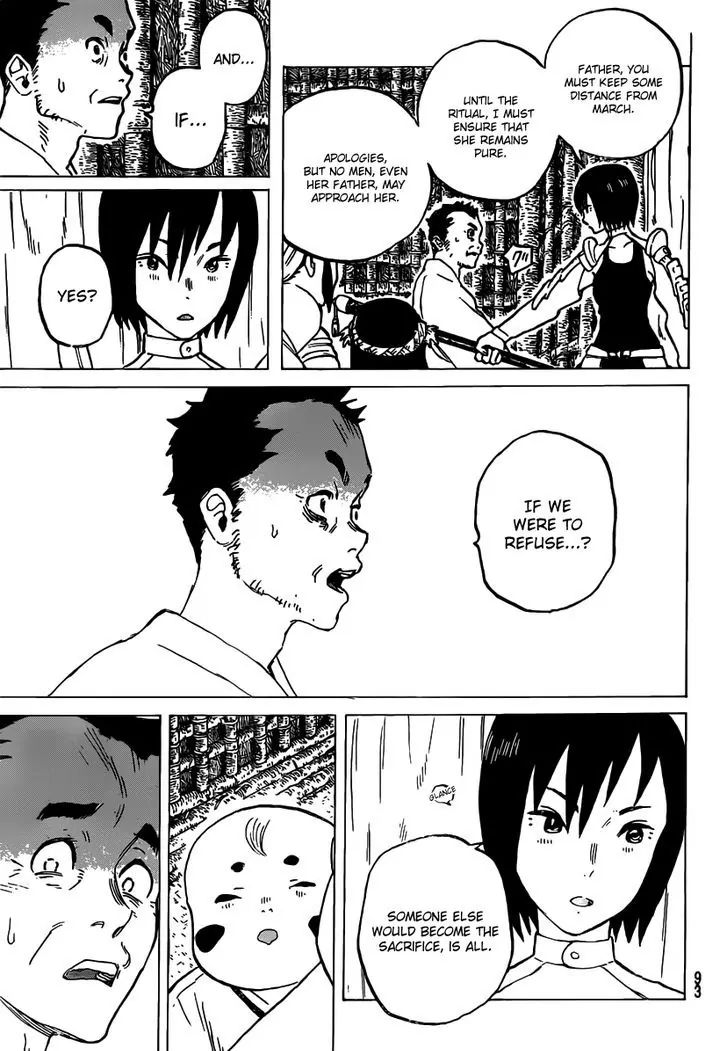 FATHER, YOU
MUST KEEP SOME
DISTANCE FROM
MARCH.
UNTIL THE
RITUAL, I MUST
ENSURE THAT
SHE REMAINS
PURE.
APOLOGIES,
BUT NO MEN, EVEN
HER FATHER, MAY
APPROACH HER.
AND...
IF...
YES?
IF WE
WERE TO
REFUSE...?
GLANCE
SOMEONE ELSE
WOULD BECOME THE
SACRIFICE, IS ALL.
93